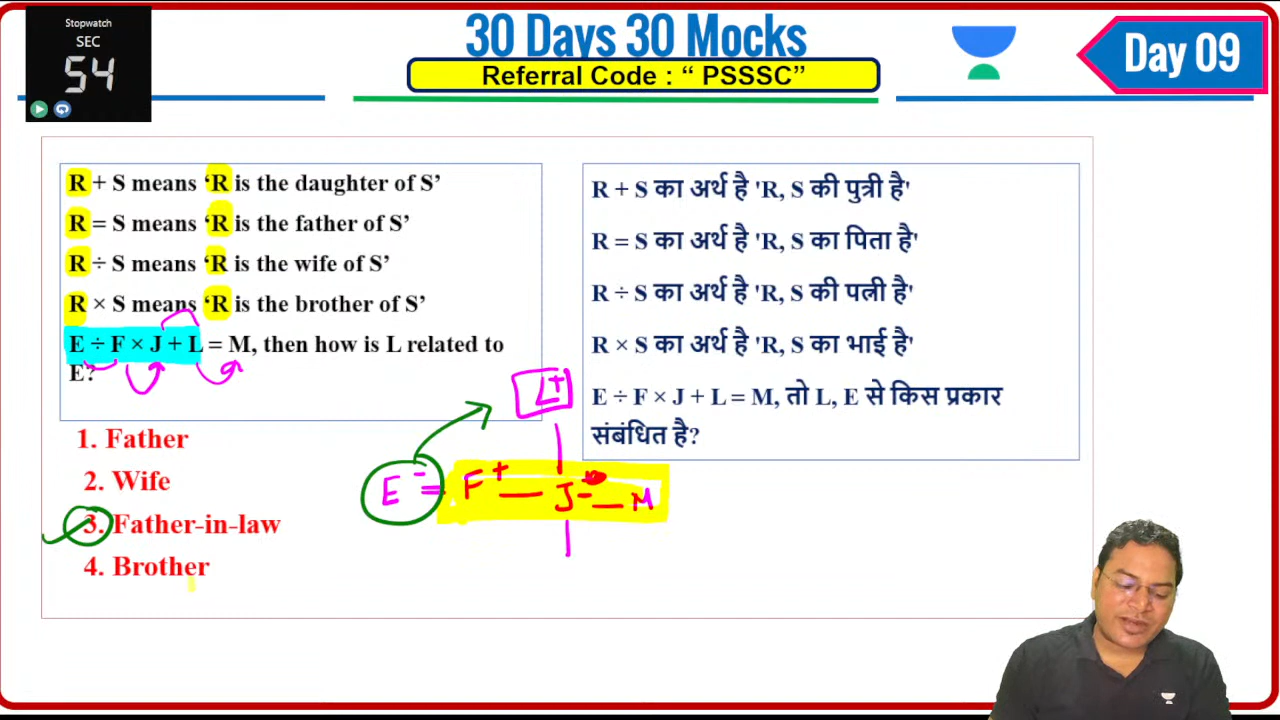 Stopwatch
SEC
54
30 Days 30 Mocks
Referral Code : “ PSSSC”
Day 09
R + S means ‘R is the daughter of S’
R = S means ‘R is the father of S’
R ÷ S means ‘R is the wife of S’
R × S means ‘R is the brother of S’
E ÷ F × J + L = M, then how is L related to
E?
1. Father
2. Wife
3. Father-in-law
4. Brother
R + S का अर्थ है 'R, S की पुत्री है'
R = S का अर्थ है 'R, S का पिता है'
R ÷ S का अर्थ है 'R, S की पत्नी है'
R × S का अर्थ है 'R, S का भाई है'
E ÷ F × J + L = M, तो L, E से किस प्रकार
संबंधित है?
L+
E- = F+ — J- — M